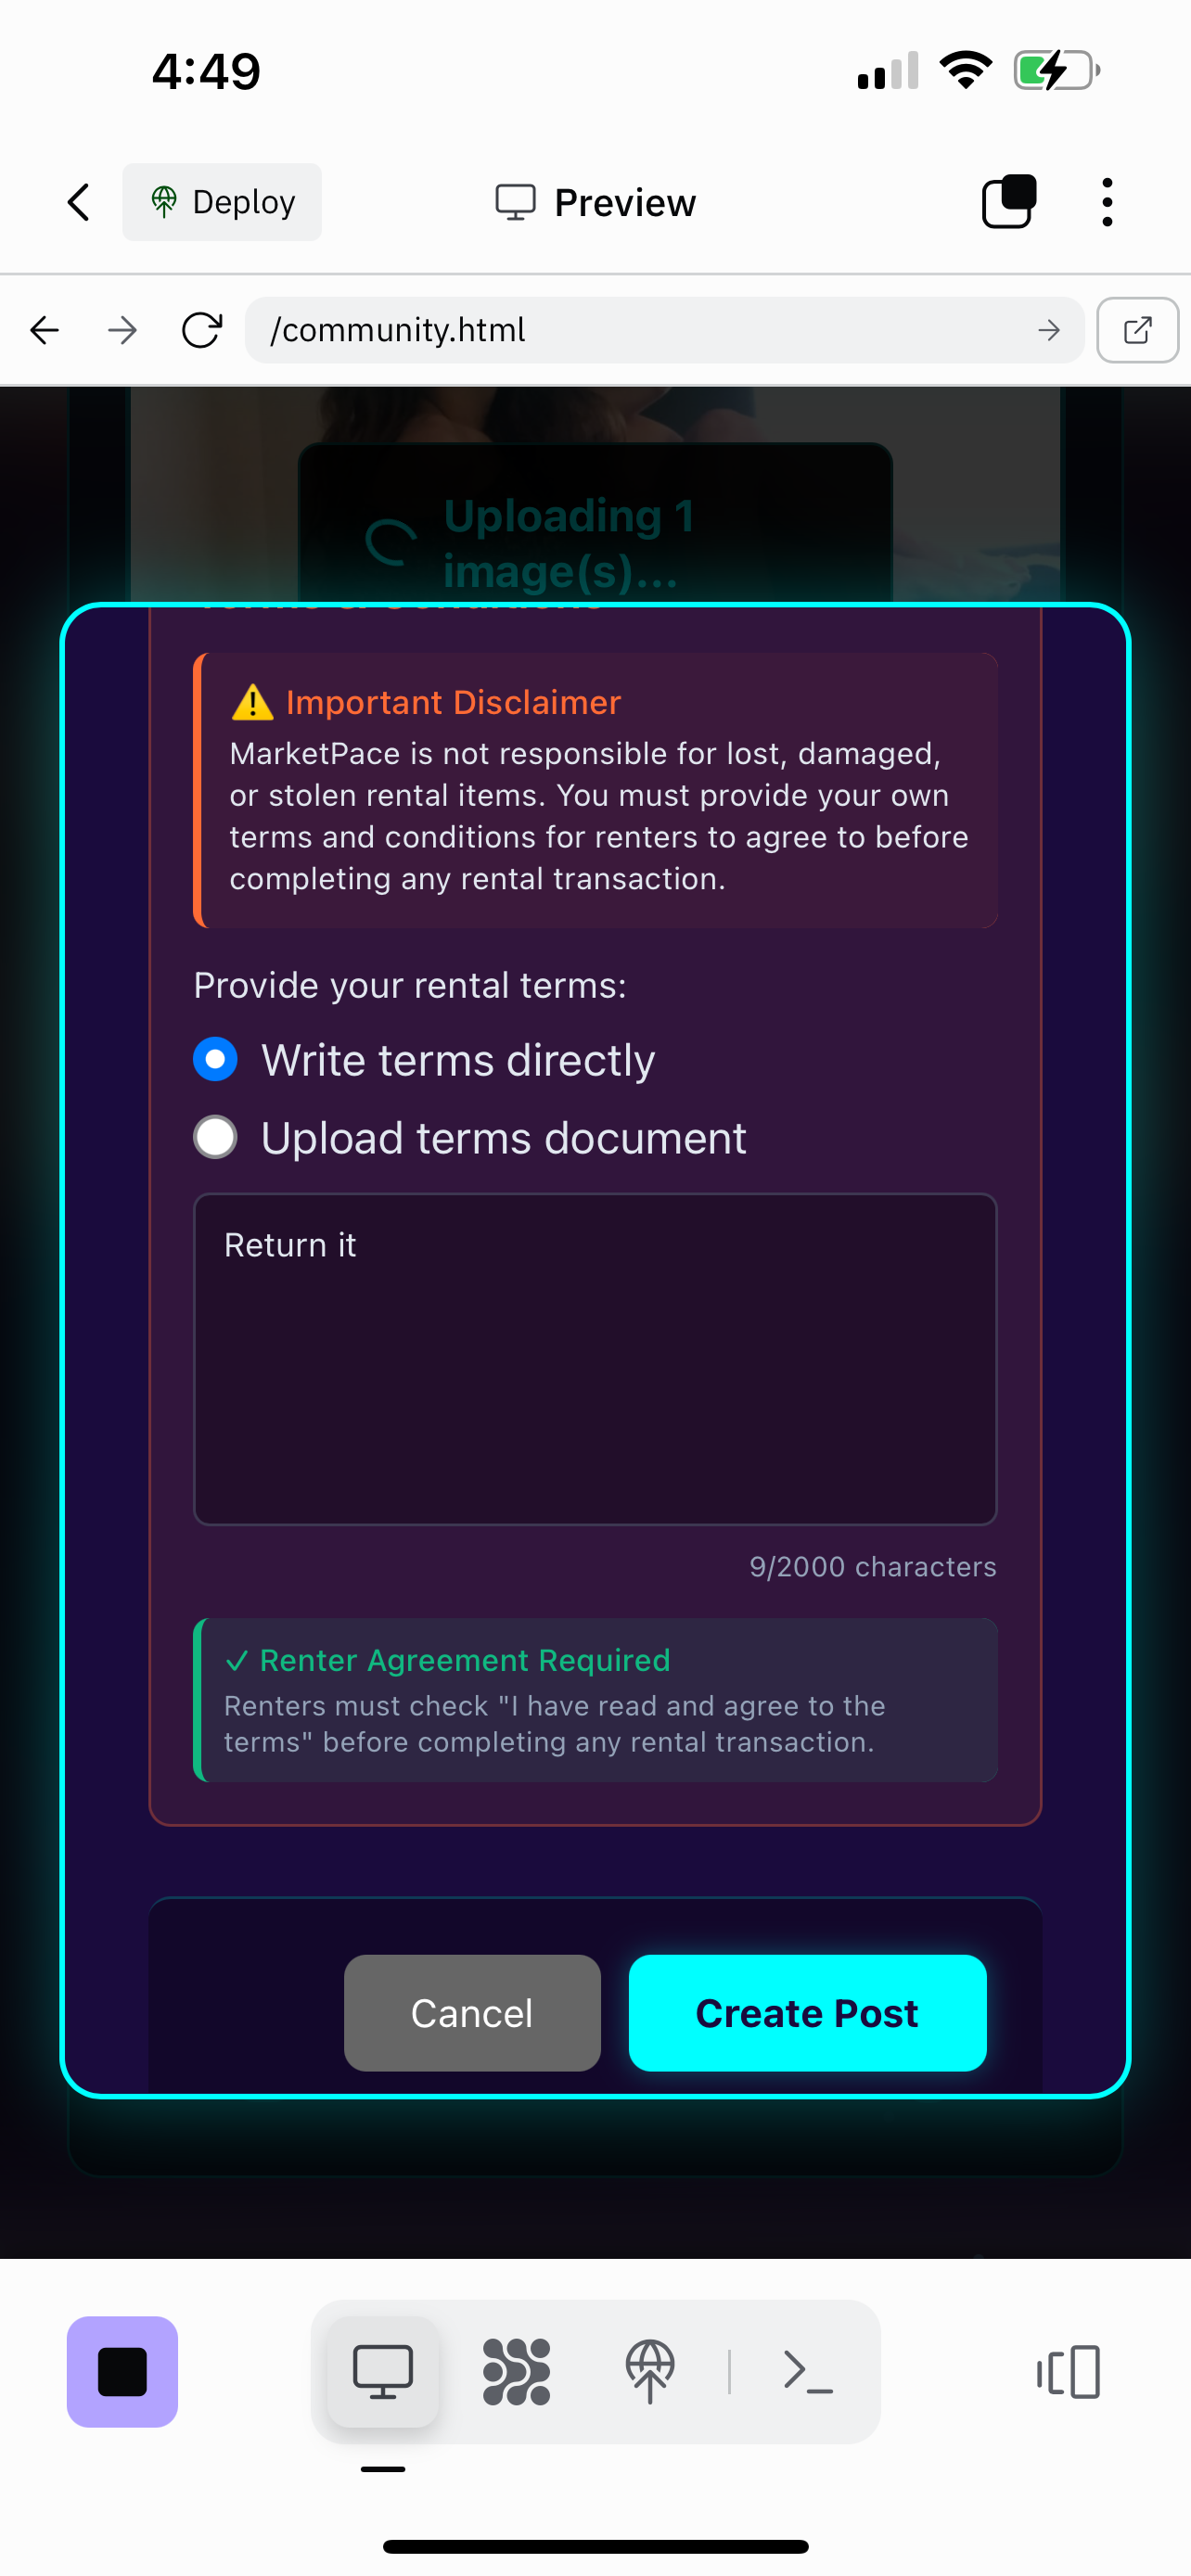 4:49
Deploy
Preview
/community.html
Uploading 1
image(s)...
Terms & Conditions
⚠️ Important Disclaimer
MarketPace is not responsible for lost, damaged,
or stolen rental items. You must provide your own
terms and conditions for renters to agree to before
completing any rental transaction.
Provide your rental terms:
Write terms directly
Upload terms document
Return it
9/2000 characters
✓ Renter Agreement Required
Renters must check "I have read and agree to the
terms" before completing any rental transaction.
Cancel
Create Post